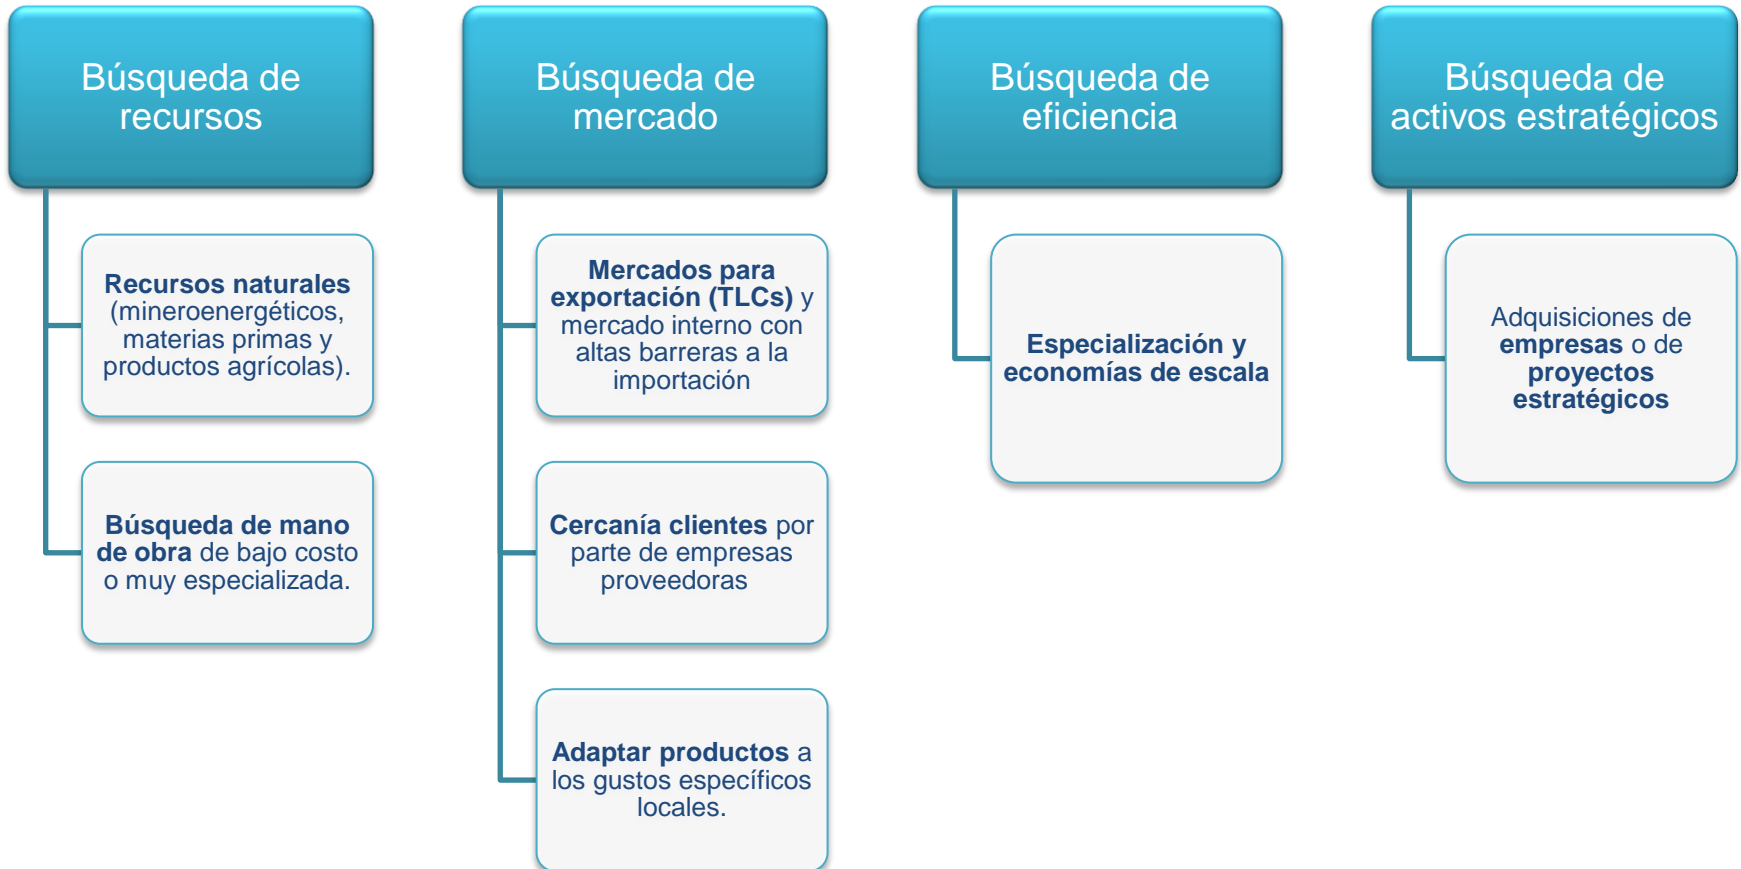 Búsqueda de
recursos
Recursos naturales
(mineroenergéticos,
materias primas y
productos agrícolas).
Búsqueda de mano
de obra de bajo costo
o muy especializada.
Búsqueda de
mercado
Mercados para
exportación (TLCs) y
mercado interno con
altas barreras a la
importación
Cercanía clientes por
parte de empresas
proveedoras
Adaptar productos a
los gustos específicos
locales.
Búsqueda de
eficiencia
Especialización y
economías de escala
Búsqueda de
activos estratégicos
Adquisiciones de
empresas o de
proyectos
estratégicos